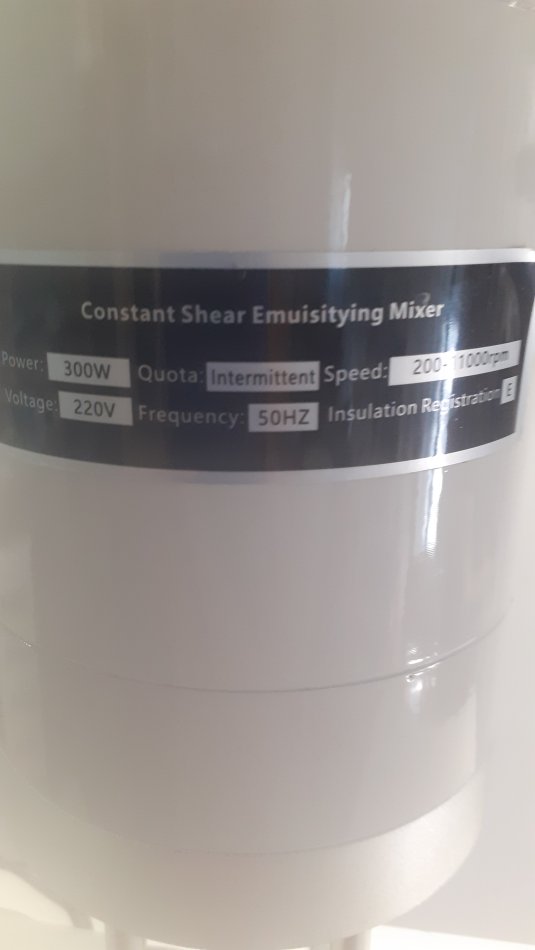 Constant Shear Emuisitying Mixer
Power: 300W Quota: Intermittent Speed: 200-11000rpm
Voltage: 220V Frequency: 50HZ Insulation Registration E